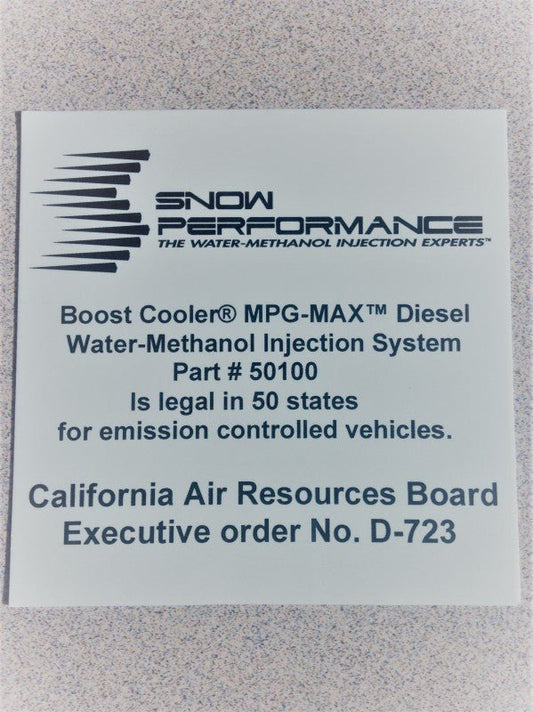 SNOW
PERFORMANCE
THE WATER-METHANOL INJECTION EXPERTS™
Boost Cooler® MPG-MAX™ Diesel
Water-Methanol Injection System
Part # 50100
Is legal in 50 states
for emission controlled vehicles.
California Air Resources Board
Executive order No. D-723